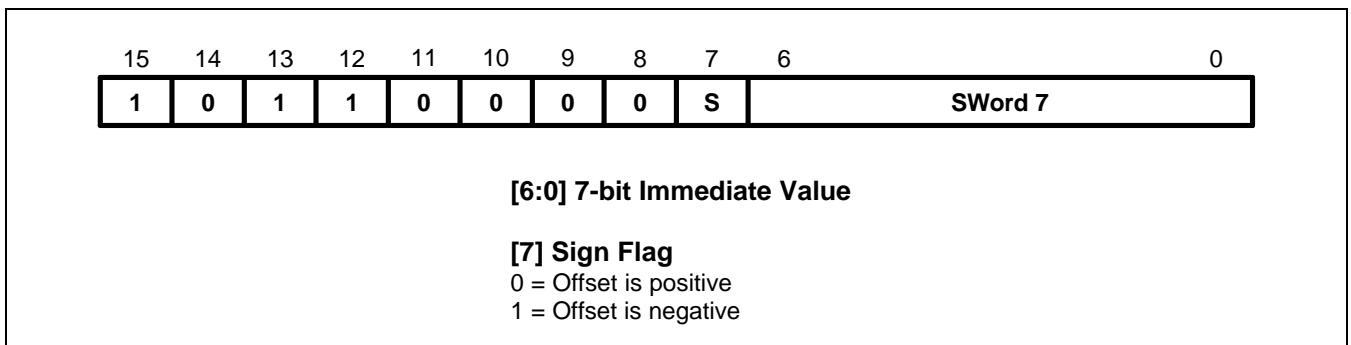 15 14 13 12 11 10 9 8 7 6 0
1 0 1 1 0 0 0 0 S SWord 7
[6:0] 7-bit Immediate Value
[7] Sign Flag
0 = Offset is positive
1 = Offset is negative